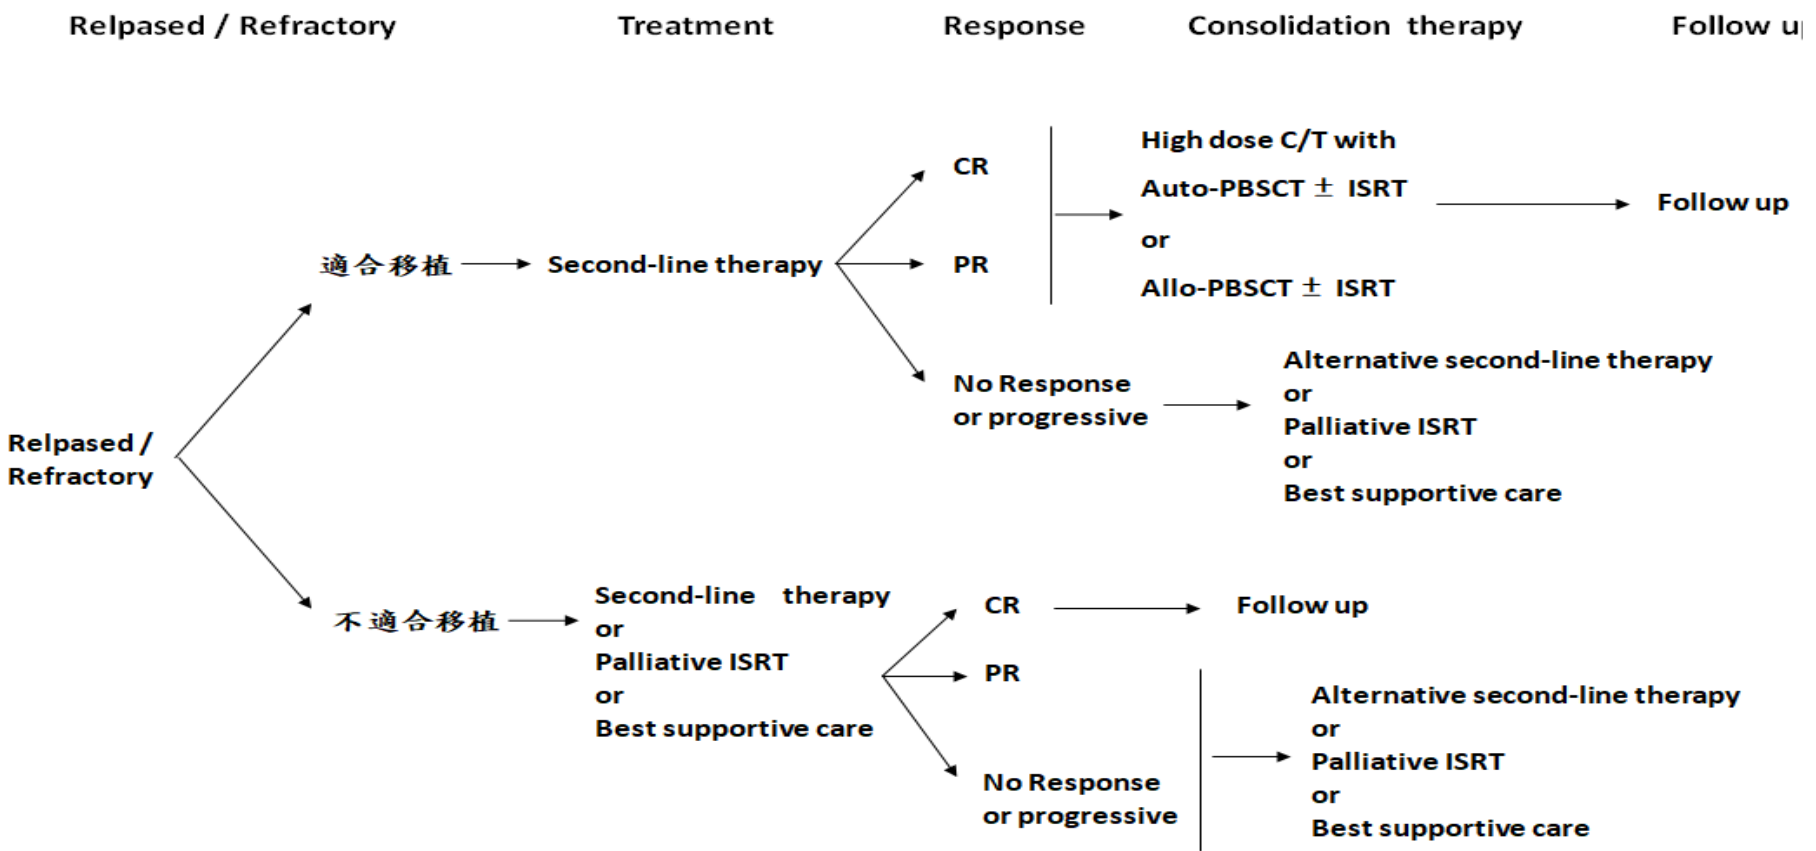 Relpased / Refractory
Treatment
Response
Consolidation therapy
Follow up
High dose C/T with
Auto-PBSCT ± ISRT
or
Allo-PBSCT ± ISRT
CR
PR
No Response
or progressive
Follow up
適合移植
Second-line therapy
Alternative second-line therapy
or
Palliative ISRT
or
Best supportive care
Relpased /
Refractory
不適合移植
Second-line therapy
or
Palliative ISRT
or
Best supportive care
CR
PR
No Response
or progressive
Follow up
Alternative second-line therapy
or
Palliative ISRT
or
Best supportive care